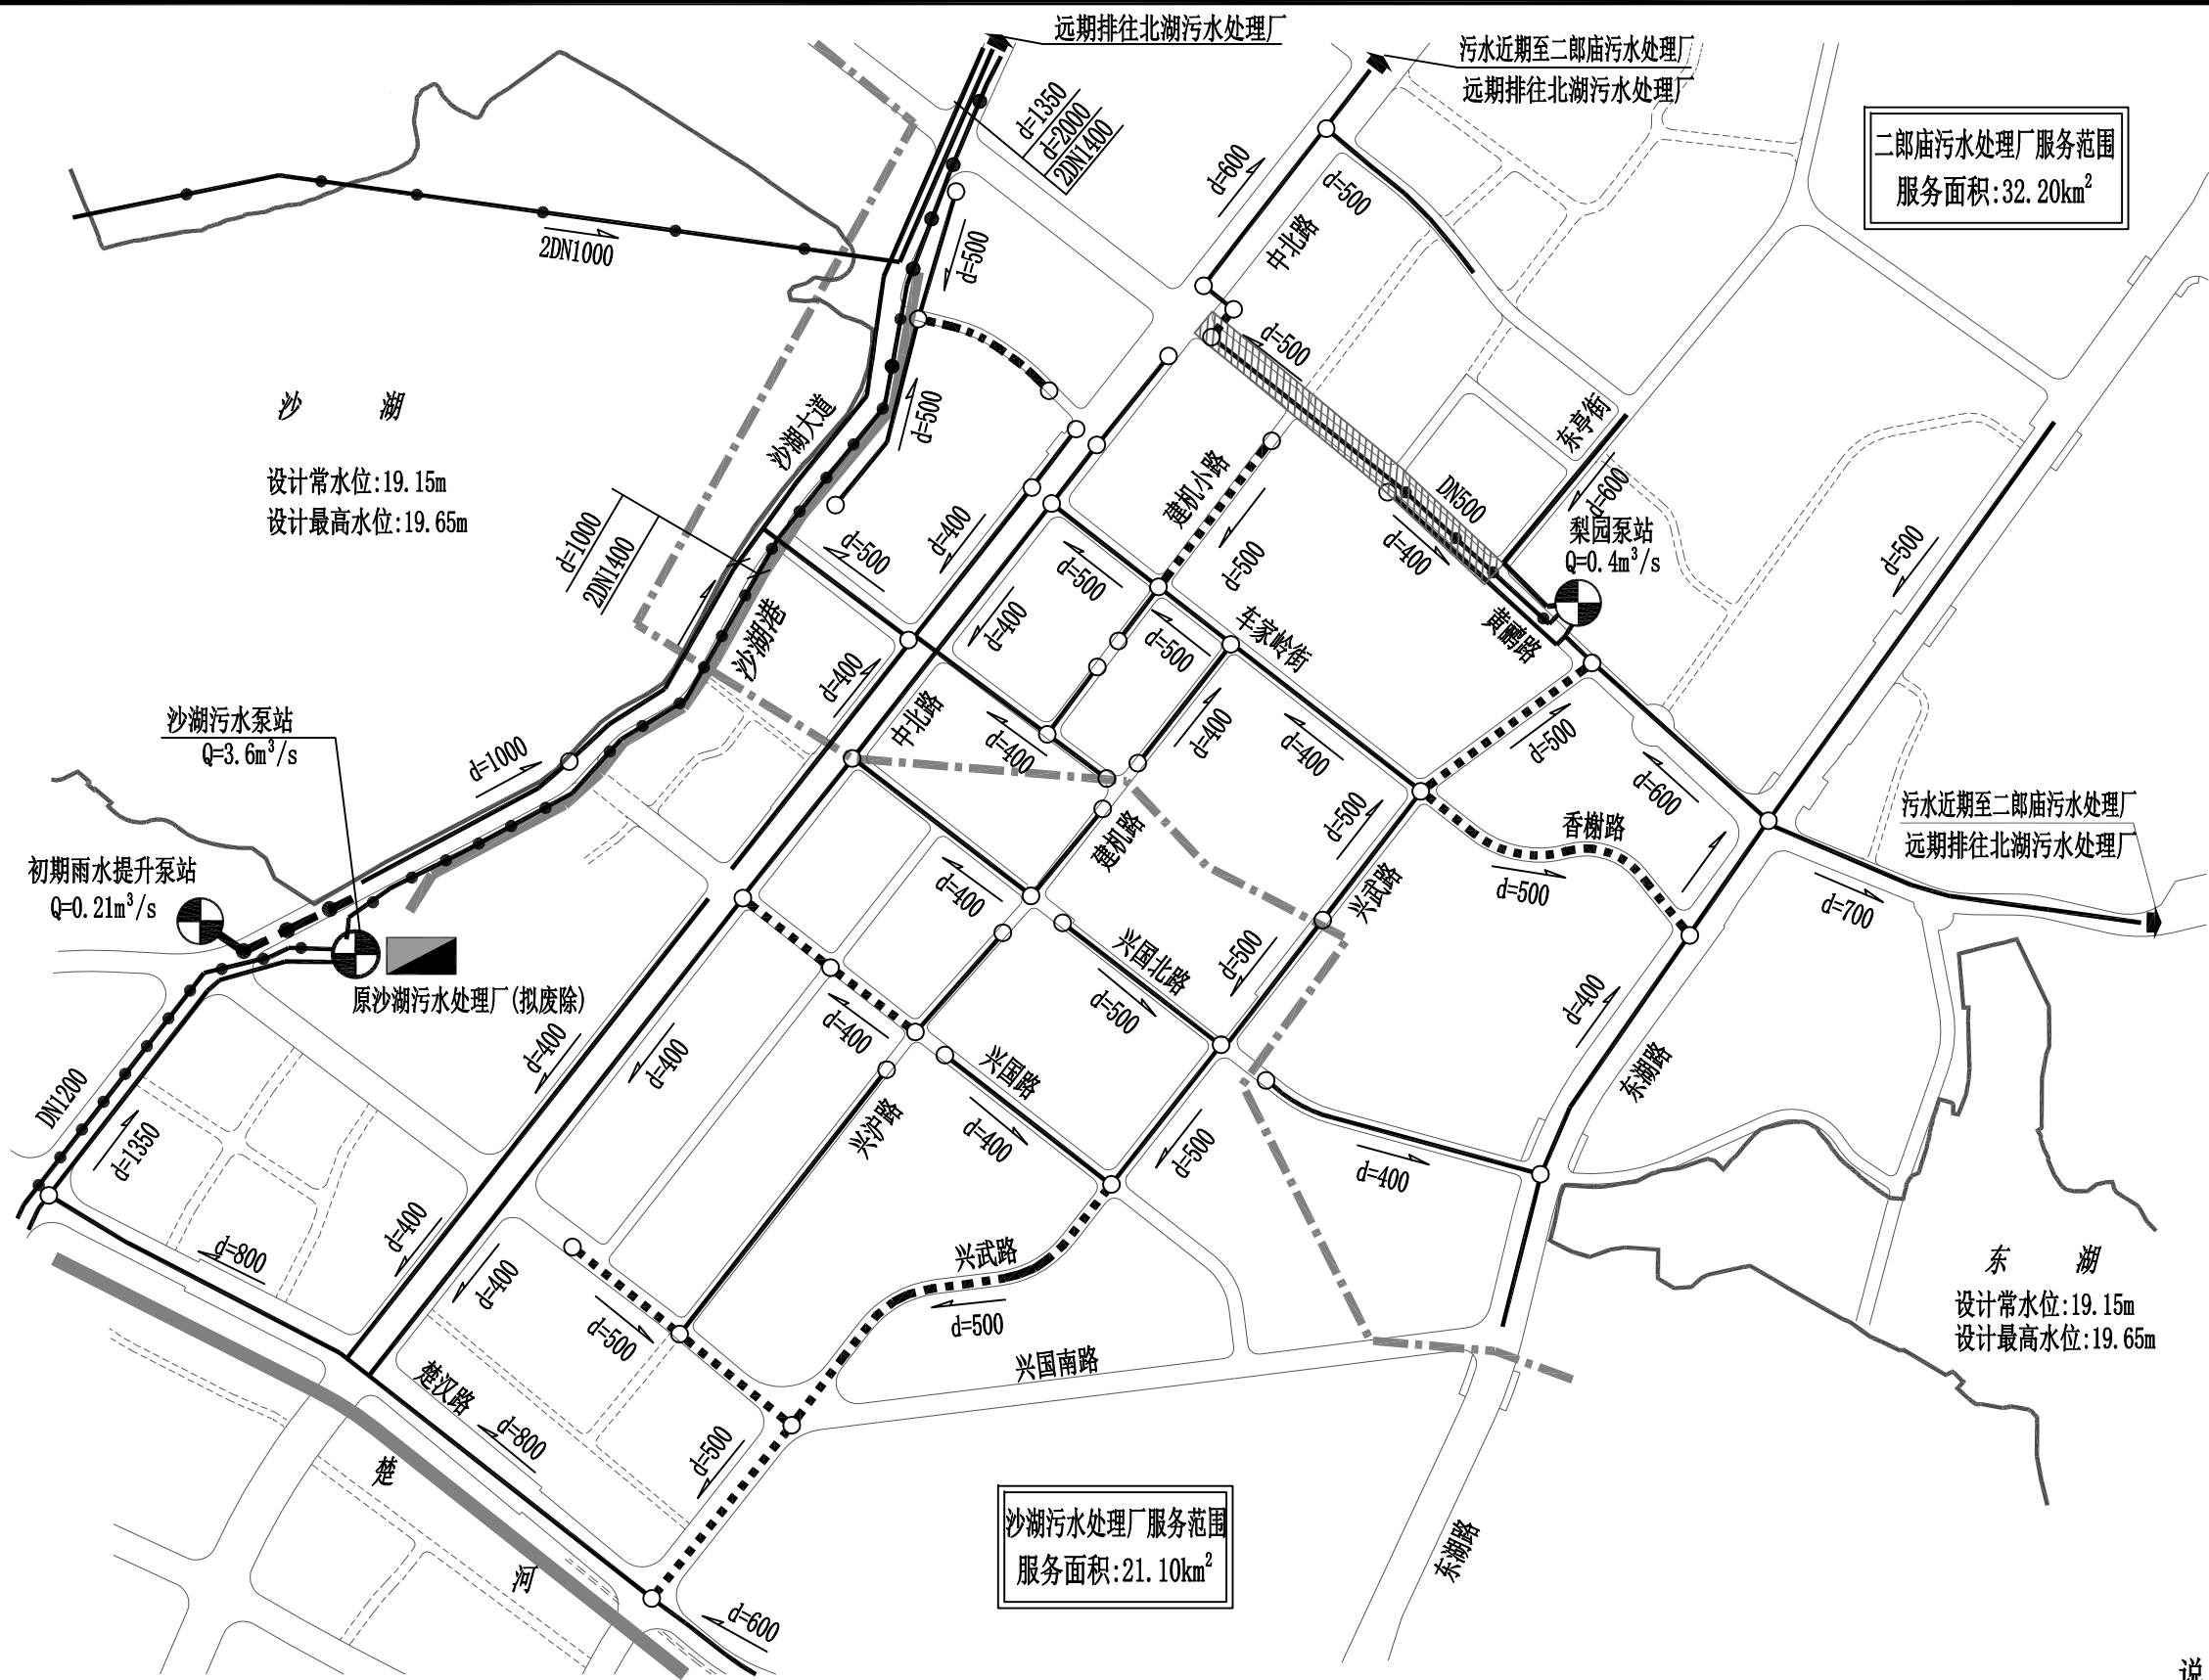 远期排往北湖污水处理厂
污水近期至二郎庙污水处理厂
远期排往北湖污水处理厂
d=1350
d=2000
2DN1400
二郎庙污水处理厂服务范围
服务面积:32.20km²
d=600
d=500
中北路
2DN1000
d=500
d=500
沙 湖
设计常水位:19.15m
设计最高水位:19.65m
沙湖大道
d=500
东亭街
建机小路
DN500
d=600
梨园泵站
Q=0.4m³/s
d=1000
2DN1400
d=500
d=400
d=500
d=500
d=400
d=500
沙湖港
d=400
d=500
车家岭街
黄鹂路
d=400
中北路
d=400
d=400
d=400
d=500
d=600
沙湖污水泵站
Q=3.6m³/s
d=1000
建机路
d=500
香榭路
污水近期至二郎庙污水处理厂
远期排往北湖污水处理厂
初期雨水提升泵站
Q=0.21m³/s
d=400
兴武路
d=500
d=700
兴国北路
d=500
原沙湖污水处理厂(拟废除)
d=400
d=500
d=400
d=400
d=400
兴国路
东湖路
DN1200
d=1350
兴沪路
d=400
d=500
d=400
d=400
d=800
d=400
兴武路
d=500
东 湖
设计常水位:19.15m
设计最高水位:19.65m
d=500
兴国南路
楚汉路
d=800
d=500
楚
河
沙湖污水处理厂服务范围
服务面积:21.10km²
东湖路
d=600
说